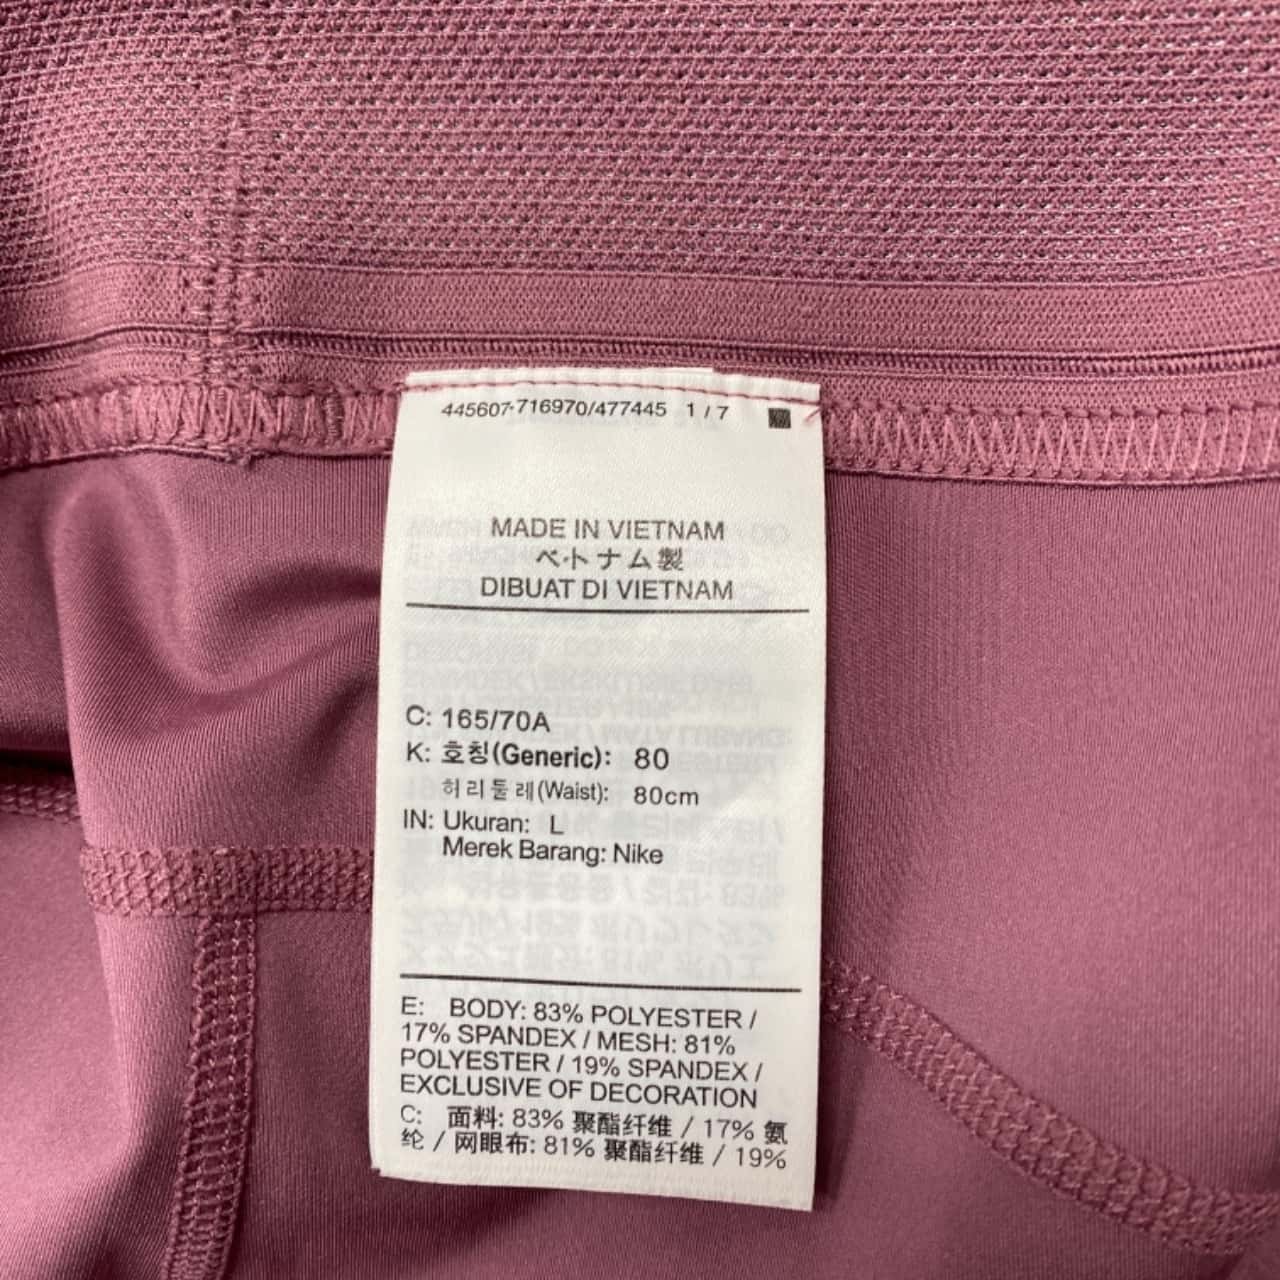 445607-716970/477445 1/7
MADE IN VIETNAM
ベトナム製
DIBUAT DI VIETNAM
C: 165/70A
K: 호칭(Generic): 80
허리둘레(Waist): 80cm
IN: Ukuran: L
Merek Barang: Nike
E: BODY: 83% POLYESTER /
17% SPANDEX / MESH: 81%
POLYESTER / 19% SPANDEX /
EXCLUSIVE OF DECORATION
C: 面料: 83% 聚酯纤维 / 17% 氨
纶 / 网眼布: 81% 聚酯纤维 / 19%